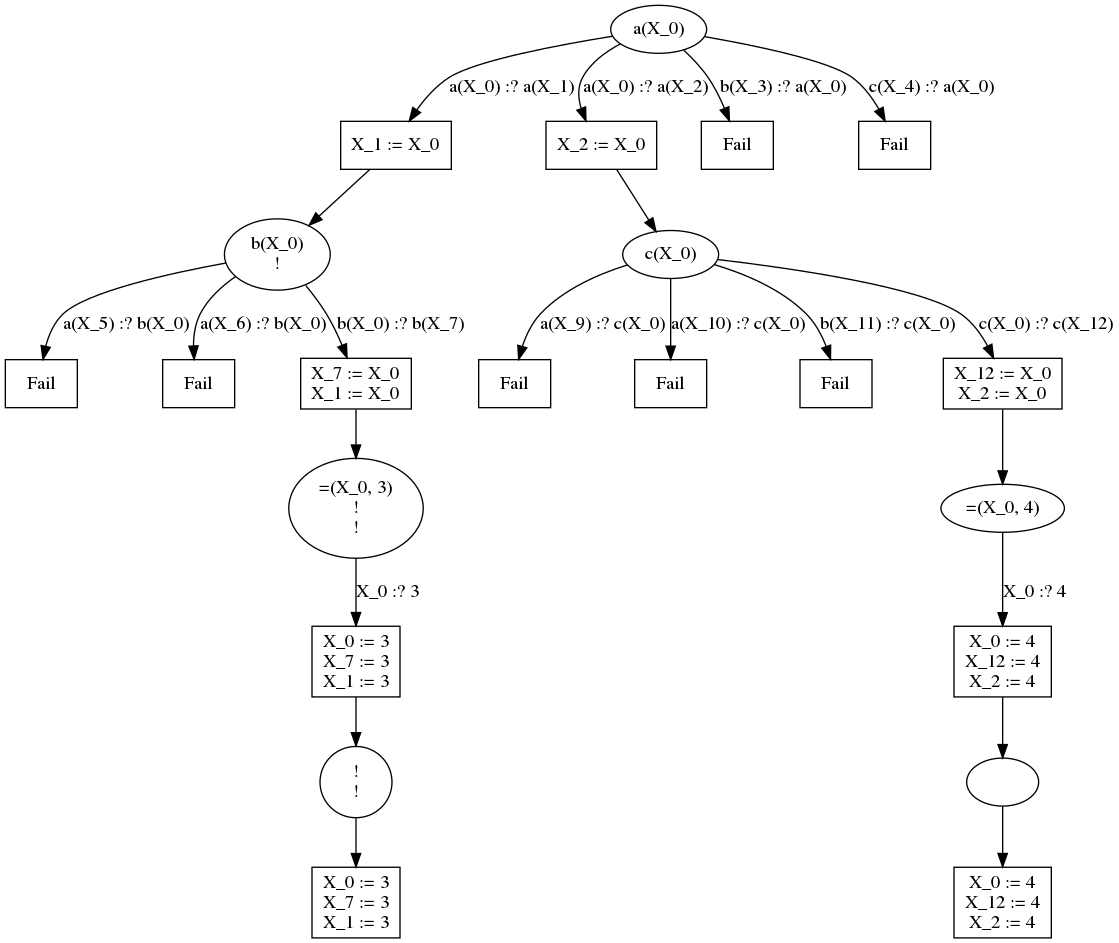 a(X_0)
a(X_0) :? a(X_1)
a(X_0) :? a(X_2)
b(X_3) :? a(X_0)
c(X_4) :? a(X_0)
X_1 := X_0
X_2 := X_0
Fail
Fail
b(X_0)
!
c(X_0)
a(X_5) :? b(X_0)
a(X_6) :? b(X_0)
b(X_0) :? b(X_7)
a(X_9) :? c(X_0)
a(X_10) :? c(X_0)
b(X_11) :? c(X_0)
c(X_0) :? c(X_12)
Fail
Fail
X_7 := X_0
X_1 := X_0
Fail
Fail
Fail
X_12 := X_0
X_2 := X_0
=(X_0, 3)
!
!
=(X_0, 4)
X_0 :? 3
X_0 :? 4
X_0 := 3
X_7 := 3
X_1 := 3
X_0 := 4
X_12 := 4
X_2 := 4
!
!
X_0 := 3
X_7 := 3
X_1 := 3
X_0 := 4
X_12 := 4
X_2 := 4